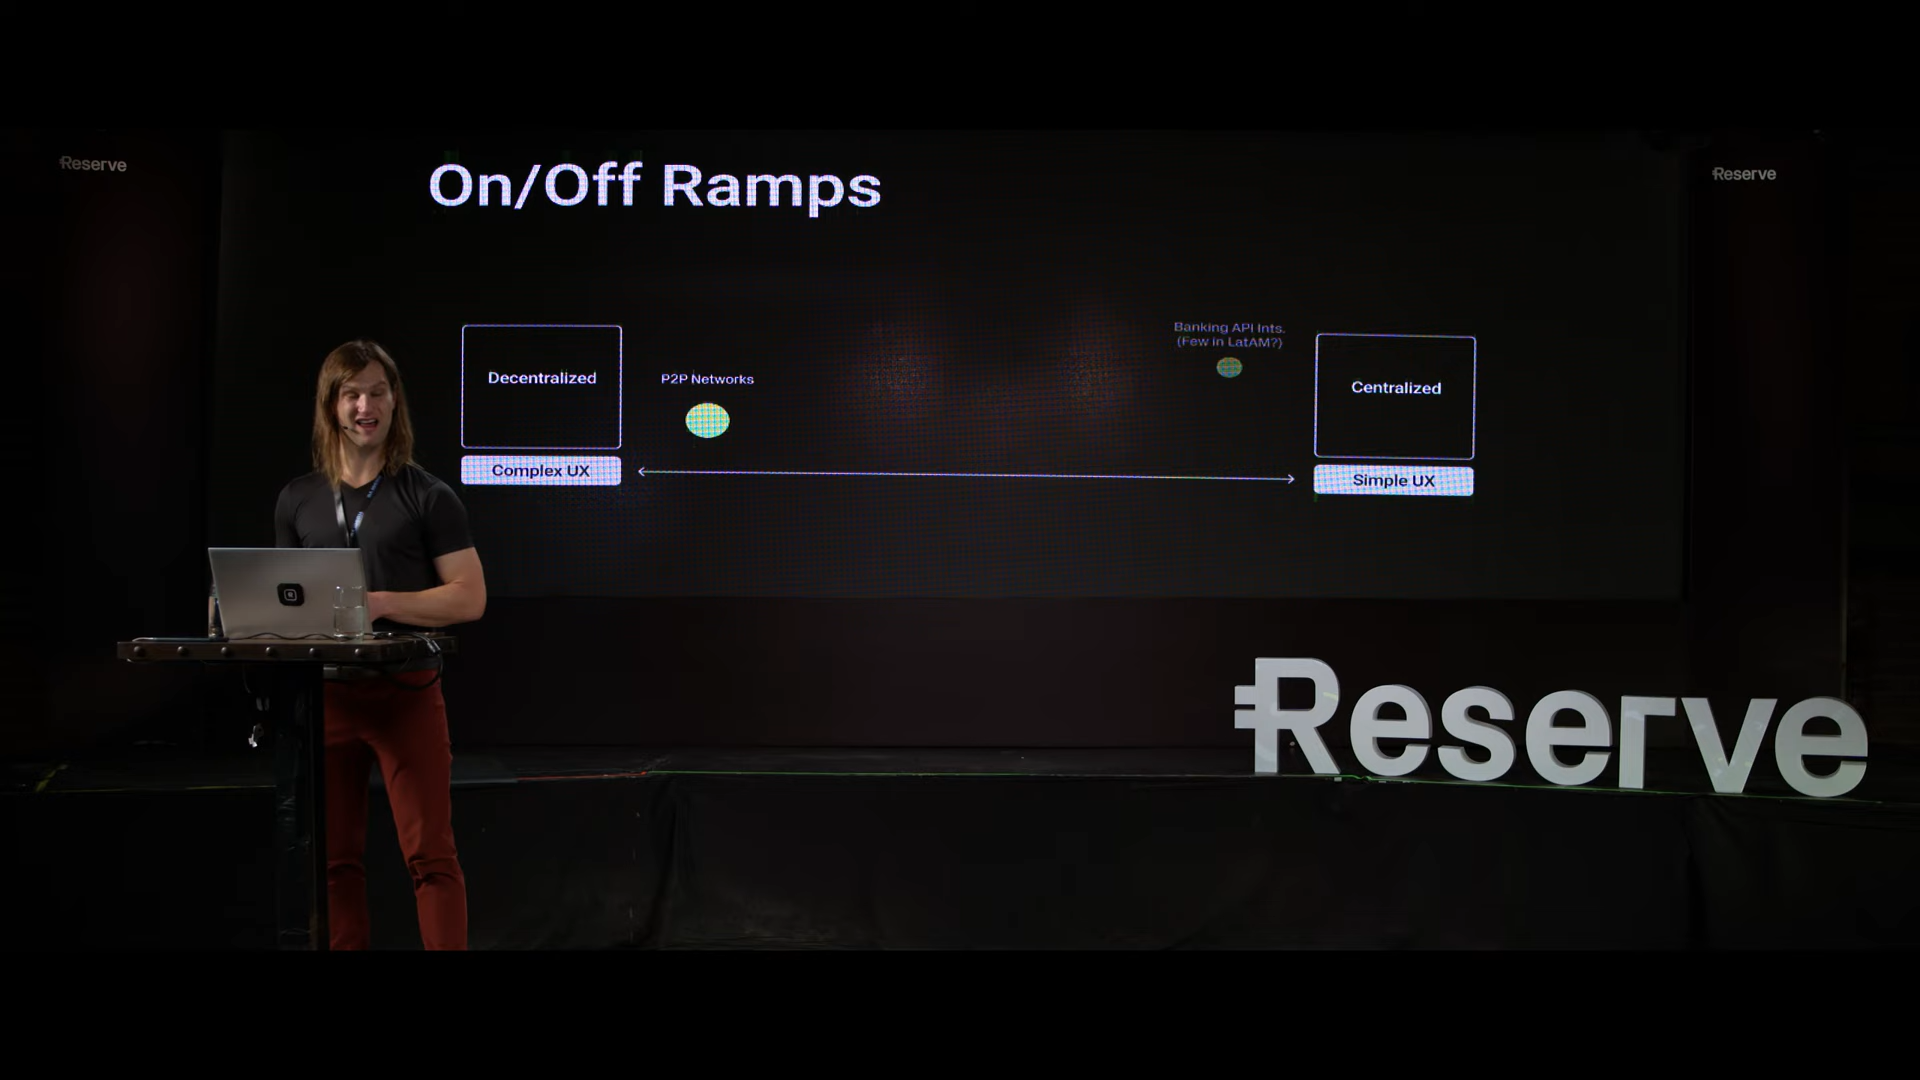 Reserve
Reserve
On/Off Ramps
Decentralized
Complex UX
P2P Networks
Banking API Ints.
(Few in LatAM?)
Centralized
Simple UX
Reserve